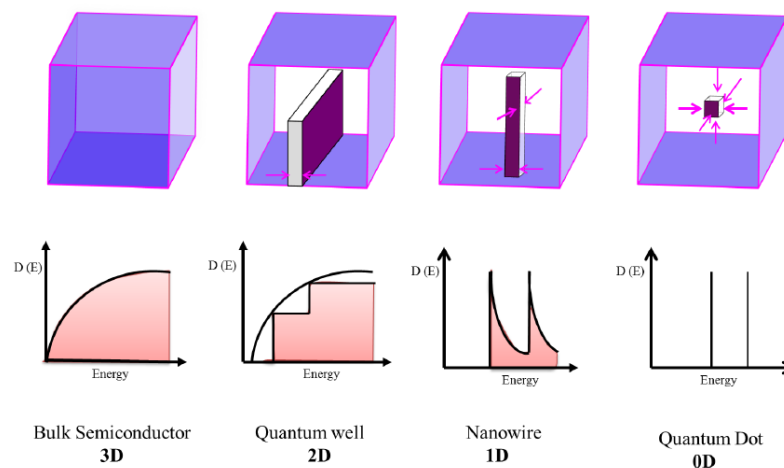 D (E)
Energy
D (E)
Energy
D (E)
Energy
D (E)
Energy
Bulk Semiconductor
3D
Quantum well
2D
Nanowire
1D
Quantum Dot
0D